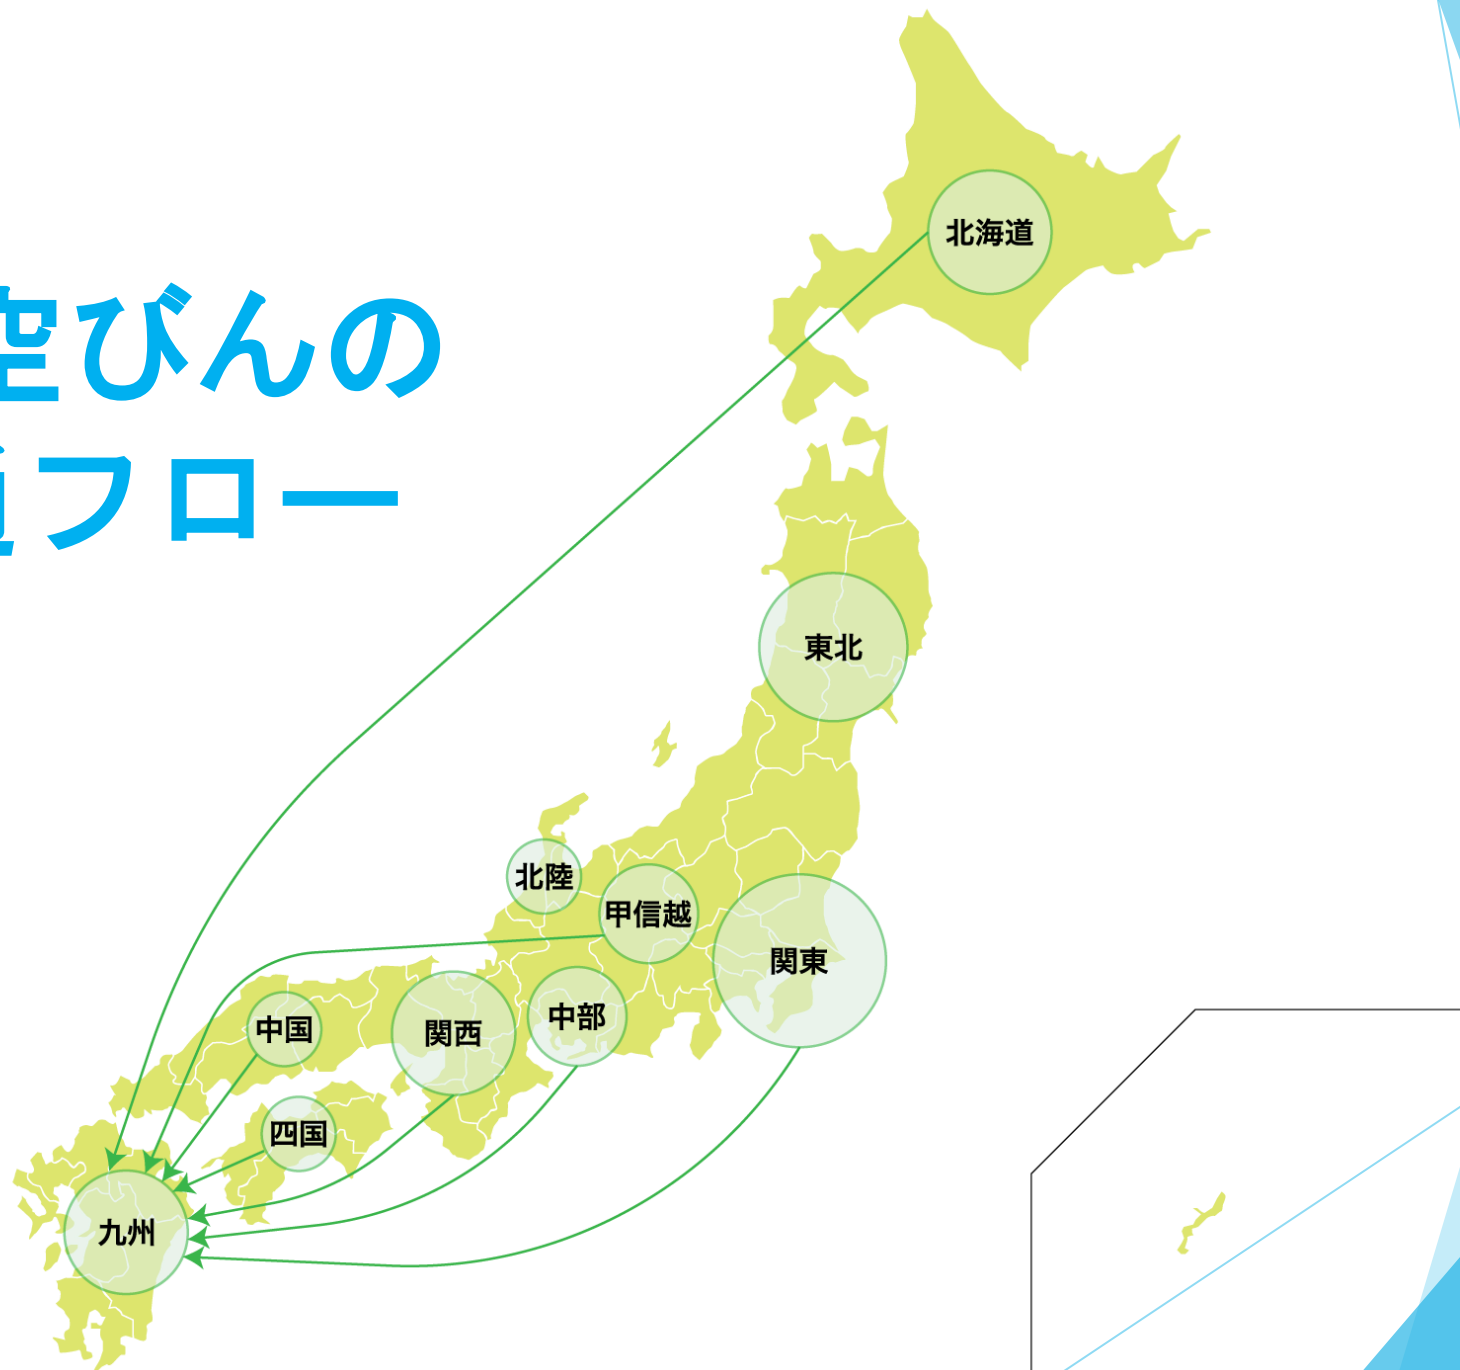 空びんの
フロー
北海道
東北
北陸
甲信越
関東
中国
関西
中部
四国
九州